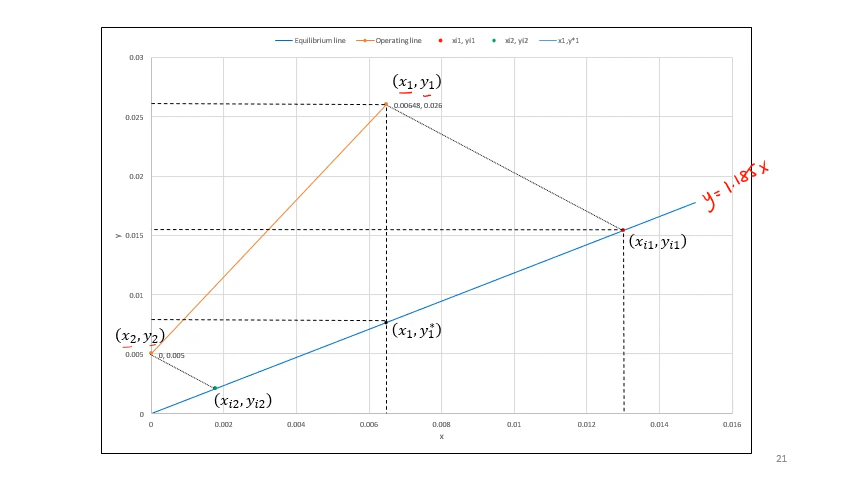 Equilibrium line Operating line xi1, yi1 xi2, yi2 x1,y*1
0.03
(x₁, y₁)
0.00648, 0.026
0.025
0.02
y = 1.185 x
y 0.015
(xᵢ₁, yᵢ₁)
0.01
(x₁, y₁*)
(x₂, y₂)
0.005
0, 0.005
(xᵢ₂, yᵢ₂)
0
0 0.002 0.004 0.006 0.008 0.01 0.012 0.014 0.016
x
21